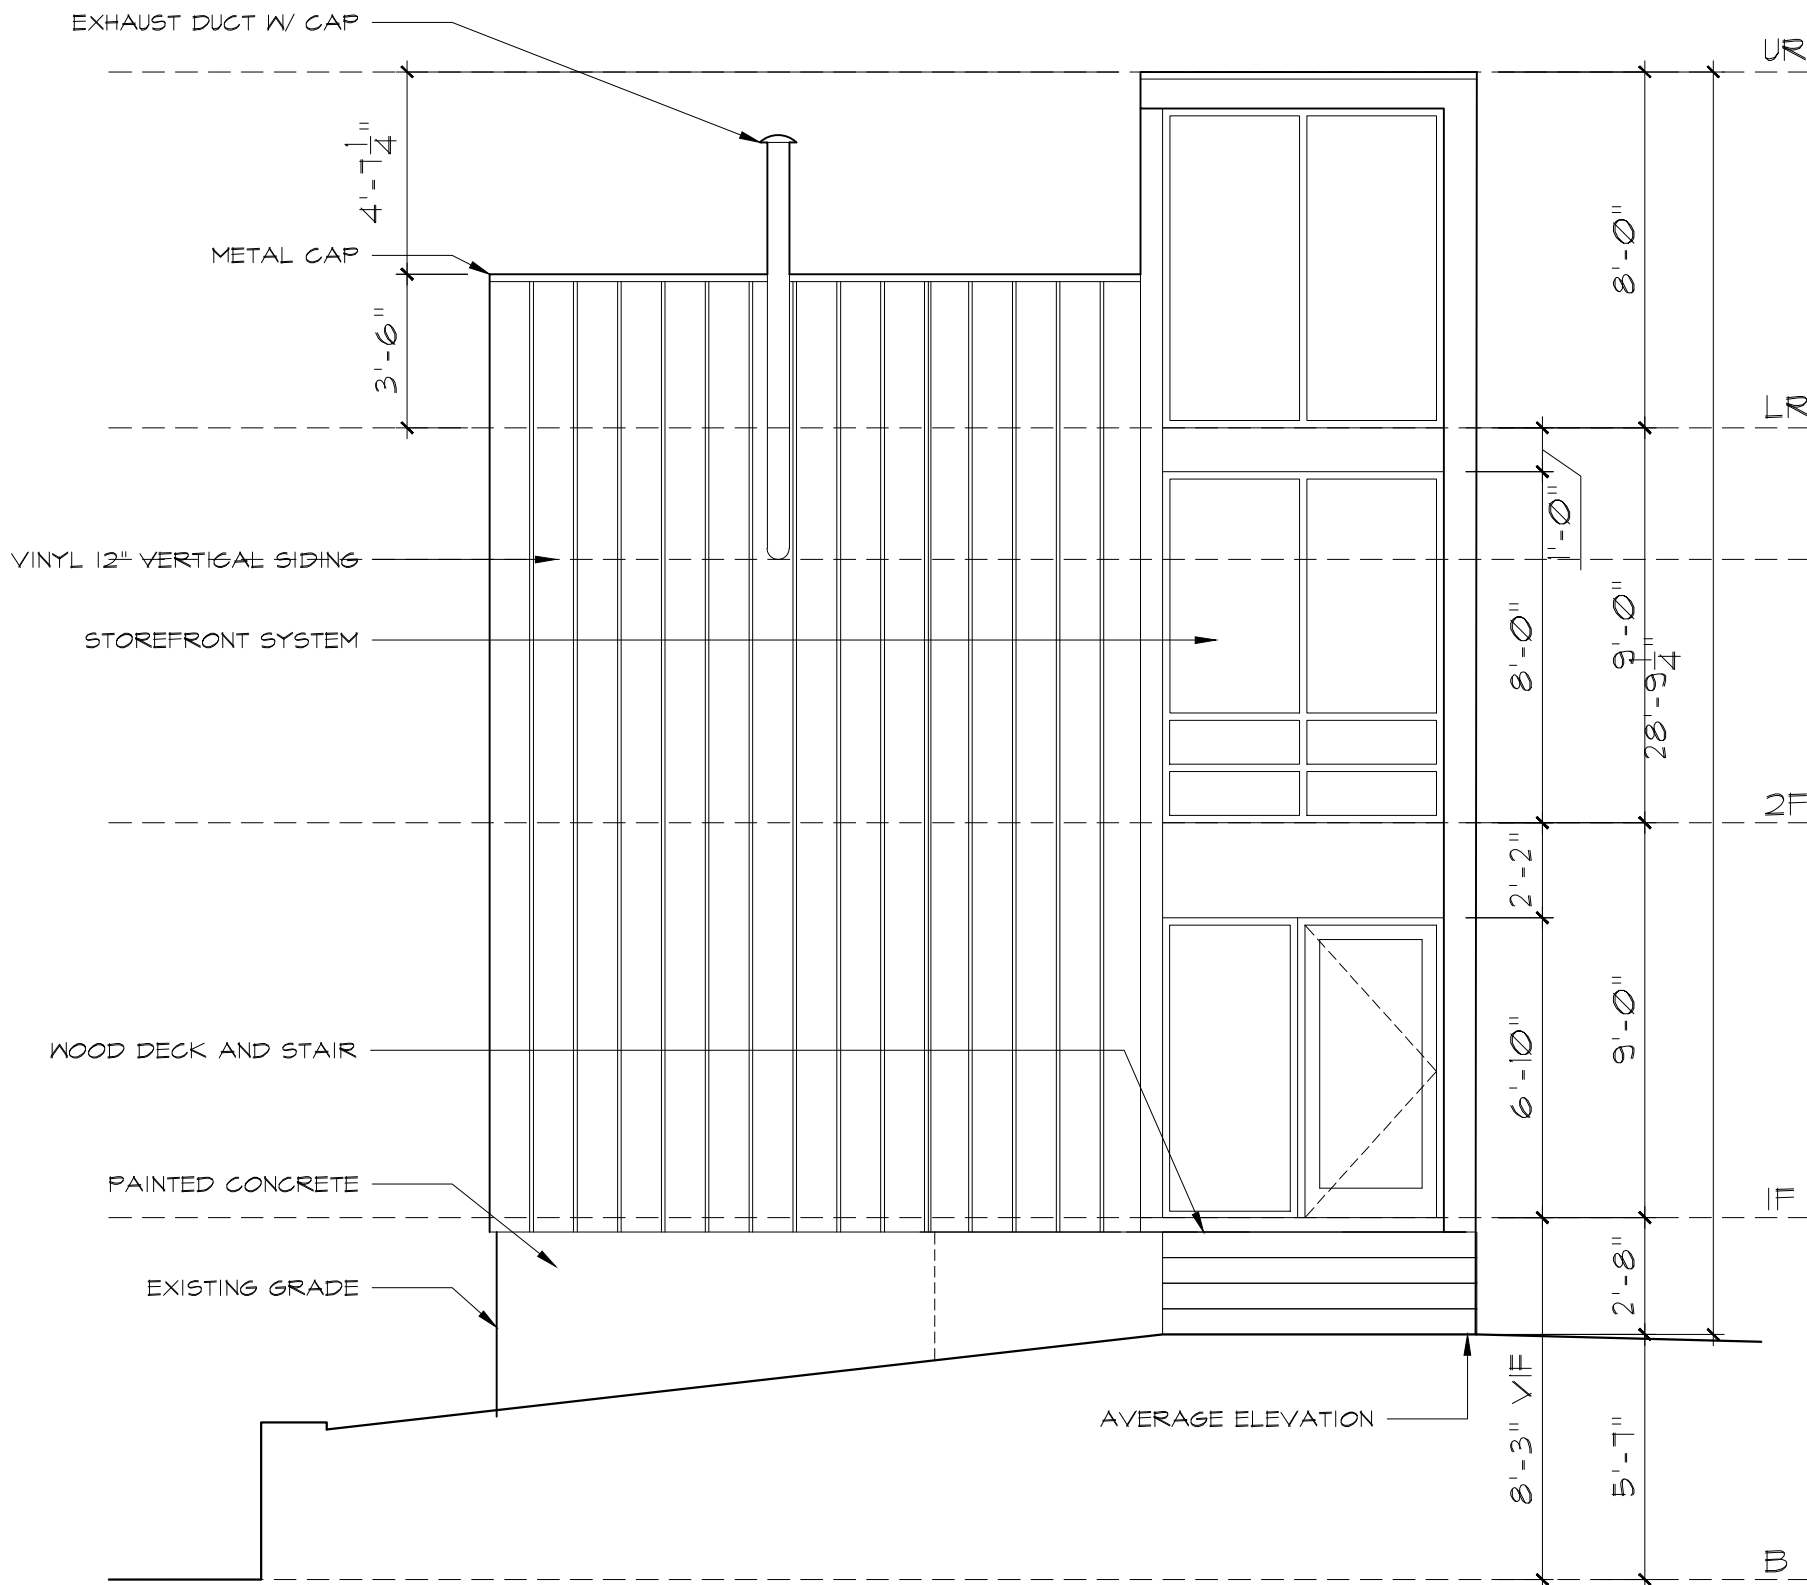 EXHAUST DUCT W/ CAP
UR
4'-7 1/4"
8'-0"
METAL CAP
3'-6"
LR
1'-0"
VINYL 12" VERTICAL SIDING
9'-0"
8'-0"
STOREFRONT SYSTEM
28'-9 1/4"
2F
2'-2"
9'-0"
6'-10"
WOOD DECK AND STAIR
PAINTED CONCRETE
1F
2'-8"
EXISTING GRADE
AVERAGE ELEVATION
8'-3" VIF
5'-7"
B